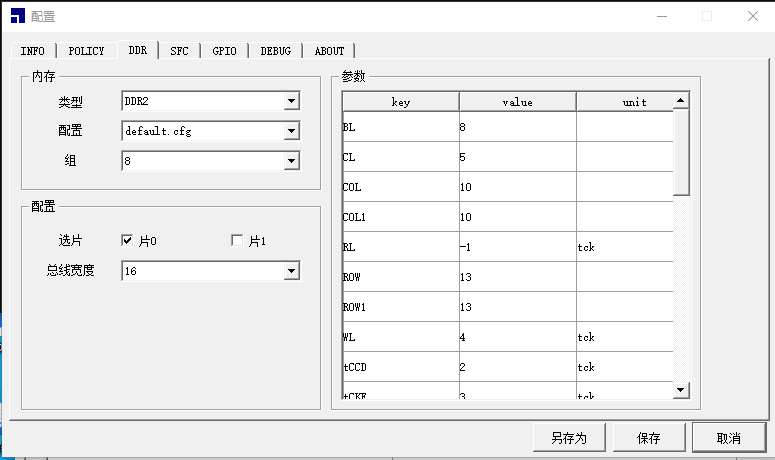 配置
INFO POLICY DDR SFC GPIO DEBUG ABOUT
内存
类型 DDR2
配置 default.cfg
组 8
配置
选片 片0 片1
总线宽度 16
参数
key value unit
BL 8
CL 5
COL 10
COL1 10
RL -1 tck
ROW 13
ROW1 13
WL 4 tck
tCCD 2 tck
tCKE 3 tck
另存为 保存 取消